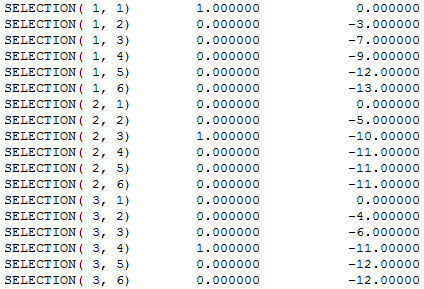 SELECTION( 1, 1) 1.000000 0.000000
SELECTION( 1, 2) 0.000000 -3.000000
SELECTION( 1, 3) 0.000000 -7.000000
SELECTION( 1, 4) 0.000000 -9.000000
SELECTION( 1, 5) 0.000000 -12.00000
SELECTION( 1, 6) 0.000000 -13.00000
SELECTION( 2, 1) 0.000000 0.000000
SELECTION( 2, 2) 0.000000 -5.000000
SELECTION( 2, 3) 1.000000 -10.00000
SELECTION( 2, 4) 0.000000 -11.00000
SELECTION( 2, 5) 0.000000 -11.00000
SELECTION( 2, 6) 0.000000 -11.00000
SELECTION( 3, 1) 0.000000 0.000000
SELECTION( 3, 2) 0.000000 -4.000000
SELECTION( 3, 3) 0.000000 -6.000000
SELECTION( 3, 4) 1.000000 -11.00000
SELECTION( 3, 5) 0.000000 -12.00000
SELECTION( 3, 6) 0.000000 -12.00000